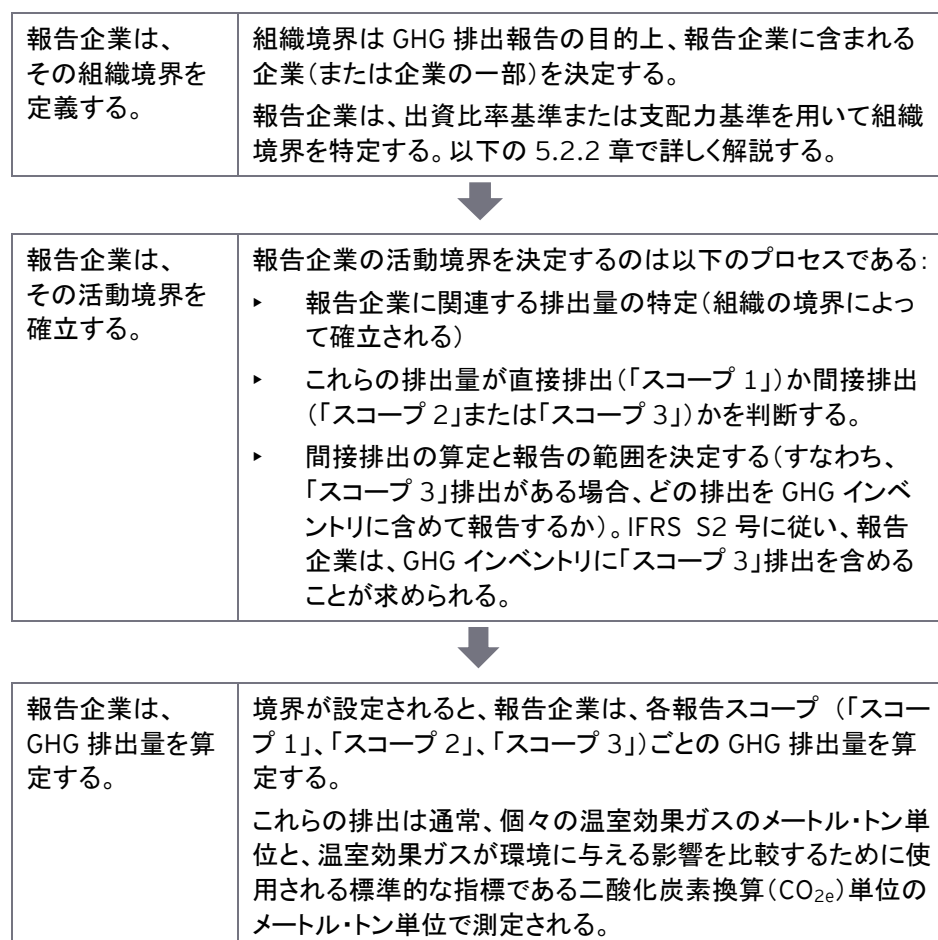 報告企業は、
その組織境界を
定義する。
組織境界は GHG 排出報告の目的上、報告企業に含まれる
企業（または企業の一部）を決定する。
報告企業は、出資比率基準または支配力基準を用いて組織
境界を特定する。以下の 5.2.2 章で詳しく解説する。
報告企業は、
その活動境界を
確立する。
報告企業の活動境界を決定するのは以下のプロセスである：
▸ 報告企業に関連する排出量の特定（組織の境界によっ
て確立される）
▸ これらの排出量が直接排出（「スコープ 1」）か間接排出
（「スコープ 2」または「スコープ 3」）かを判断する。
▸ 間接排出の算定と報告の範囲を決定する（すなわち、
「スコープ 3」排出がある場合、どの排出を GHG インベ
ントリに含めて報告するか）。IFRS S2 号に従い、報告
企業は、GHG インベントリに「スコープ 3」排出を含める
ことが求められる。
報告企業は、
GHG 排出量を算
定する。
境界が設定されると、報告企業は、各報告スコープ （「スコー
プ 1」、「スコープ 2」、「スコープ 3」）ごとの GHG 排出量を算
定する。
これらの排出は通常、個々の温室効果ガスのメートル・トン単
位と、温室効果ガスが環境に与える影響を比較するために使
用される標準的な指標である二酸化炭素換算（CO2e）単位の
メートル・トン単位で測定される。